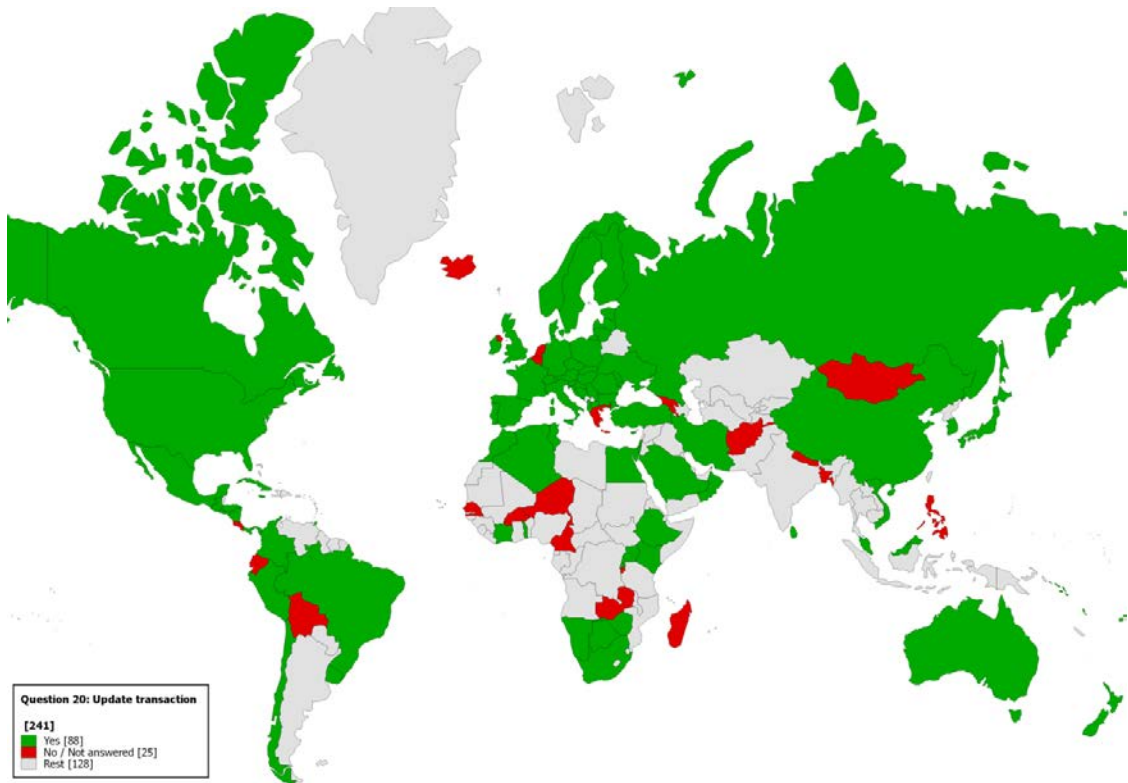 Question 20: Update transaction
[241]
Yes [88]
No / Not answered [25]
Rest [128]